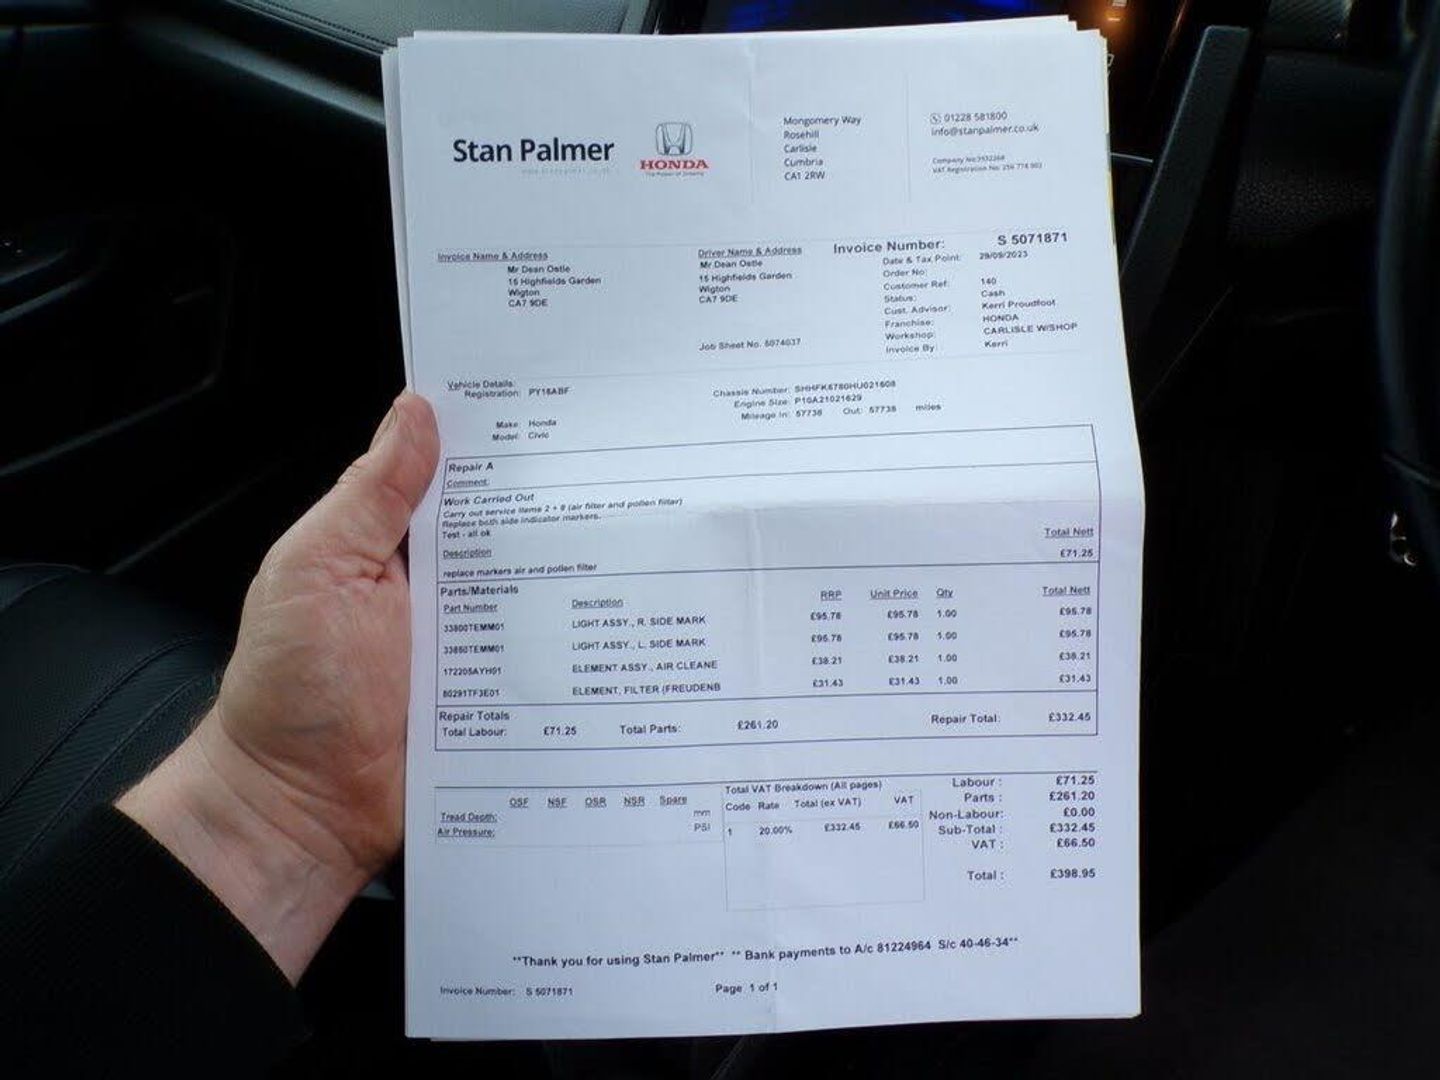 Stan Palmer
HONDA
The Power of Dreams
Mongomery Way
Rosehill
Carlisle
Cumbria
CA1 2RW
01228 581800
info@stanpalmer.co.uk
Company No:
VAT Registration No: 256 774 903
Invoice Name & Address
Mr Dean Ostle
16 Highfields Garden
Wigton
CA7 9DE
Driver Name & Address
Mr Dean Ostle
16 Highfields Garden
Wigton
CA7 9DE
Job Sheet No. 5074037
Invoice Number: S 5071871
Date & Tax Point: 29/09/2023
Order No:
Customer Ref: 140
Status: Cash
Cust. Advisor: Kerri Proudfoot
Franchise: HONDA
Workshop: CARLISLE W/SHOP
Invoice By: Kerri
Vehicle Details:
Registration: PY18ABF
Make: Honda
Model: Civic
Chassis Number: SHHFK6780HU021608
Engine Size: P10A21021629
Mileage In: 57738 Out: 57738 miles
Repair A
Comment:
Work Carried Out
Carry out service items 2 + 9 (air filter and pollen filter)
Replace both side indicator markers.
Test - all ok
Description Total Nett
replace markers air and pollen filter £71.25
Parts/Materials
Part Number Description RRP Unit Price Qty Total Nett
33800TEMM01 LIGHT ASSY., R. SIDE MARK £95.78 £95.78 1.00 £95.78
33850TEMM01 LIGHT ASSY., L. SIDE MARK £95.78 £95.78 1.00 £95.78
172205AYH01 ELEMENT ASSY., AIR CLEANE £38.21 £38.21 1.00 £38.21
80291TF3E01 ELEMENT, FILTER (FREUDENB £31.43 £31.43 1.00 £31.43
Repair Totals
Total Labour: £71.25 Total Parts: £261.20 Repair Total: £332.45
OSF NSF OSR NSR Spare
Tread Depth: mm
Air Pressure: PSI
Total VAT Breakdown (All pages)
Code Rate Total (ex VAT) VAT
1 20.00% £332.45 £66.50
Labour : £71.25
Parts : £261.20
Non-Labour: £0.00
Sub-Total : £332.45
VAT : £66.50
Total : £398.95
**Thank you for using Stan Palmer** ** Bank payments to A/c 81224964 S/c 40-46-34**
Invoice Number: S 5071871
Page 1 of 1